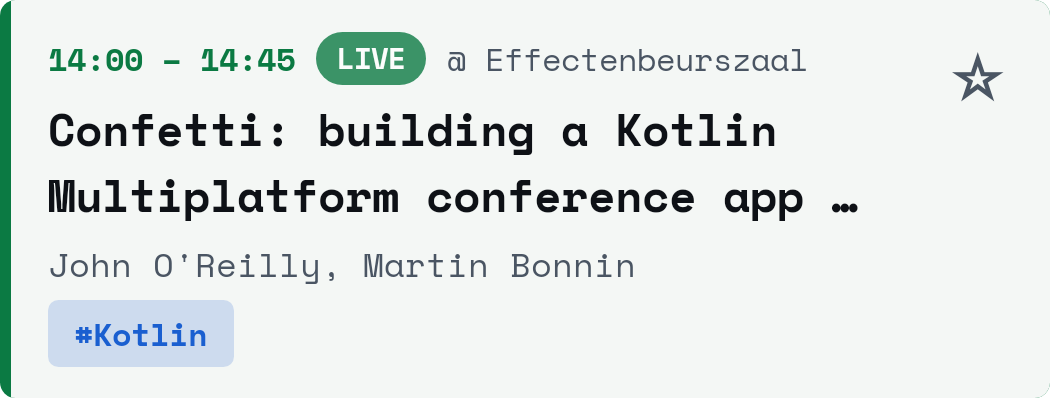 14:00 – 14:45 LIVE @ Effectenbeurszaal
Confetti: building a Kotlin
Multiplatform conference app …
John O'Reilly, Martin Bonnin
#Kotlin